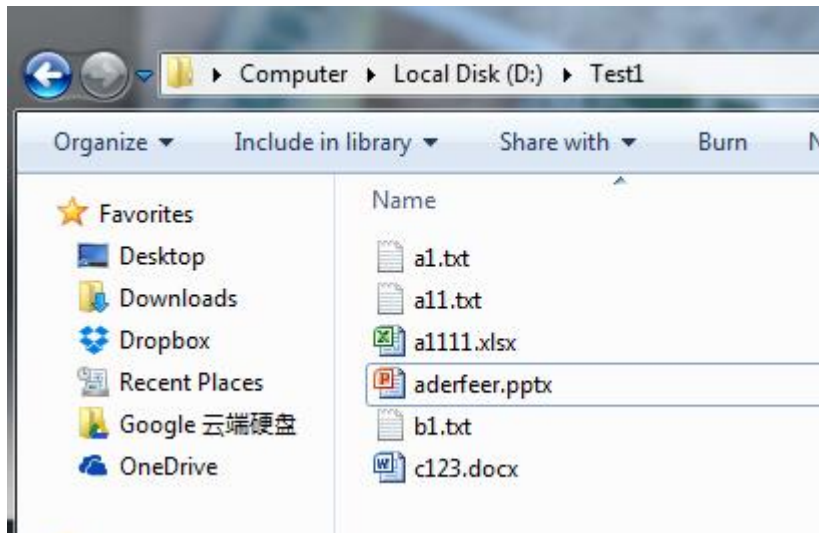 Computer Local Disk (D:) Test1
Organize Include in library Share with Burn N
Favorites
Desktop
Downloads
Dropbox
Recent Places
Google 云端硬盘
OneDrive
Name
a1.txt
a11.txt
a1111.xlsx
aderfeer.pptx
b1.txt
c123.docx